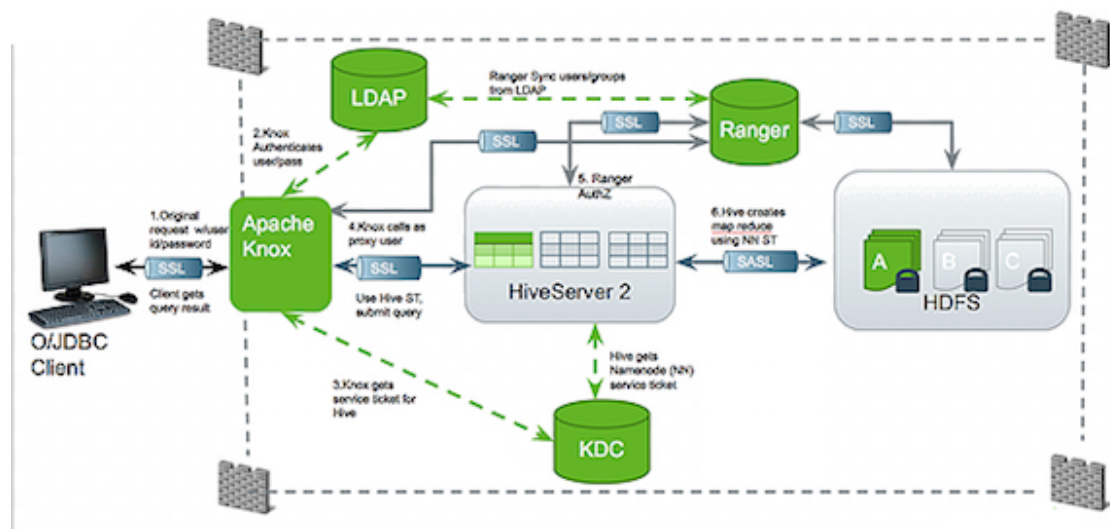 LDAP
Ranger Sync users/groups
from LDAP
Ranger
SSL
SSL
SSL
2.Knox
Authenticates
user/pass
5. Ranger
AuthZ
1.Original
request w/user
id/password
SSL
Client gets
query result
O/JDBC
Client
Apache
Knox
4.Knox calls as
proxy user
SSL
Use Hive ST,
submit query
HiveServer 2
6.Hive creates
map reduce
using NN ST
SASL
A
B
C
HDFS
3.Knox gets
service ticket for
Hive
Hive gets
Namenode (NN)
service ticket
KDC